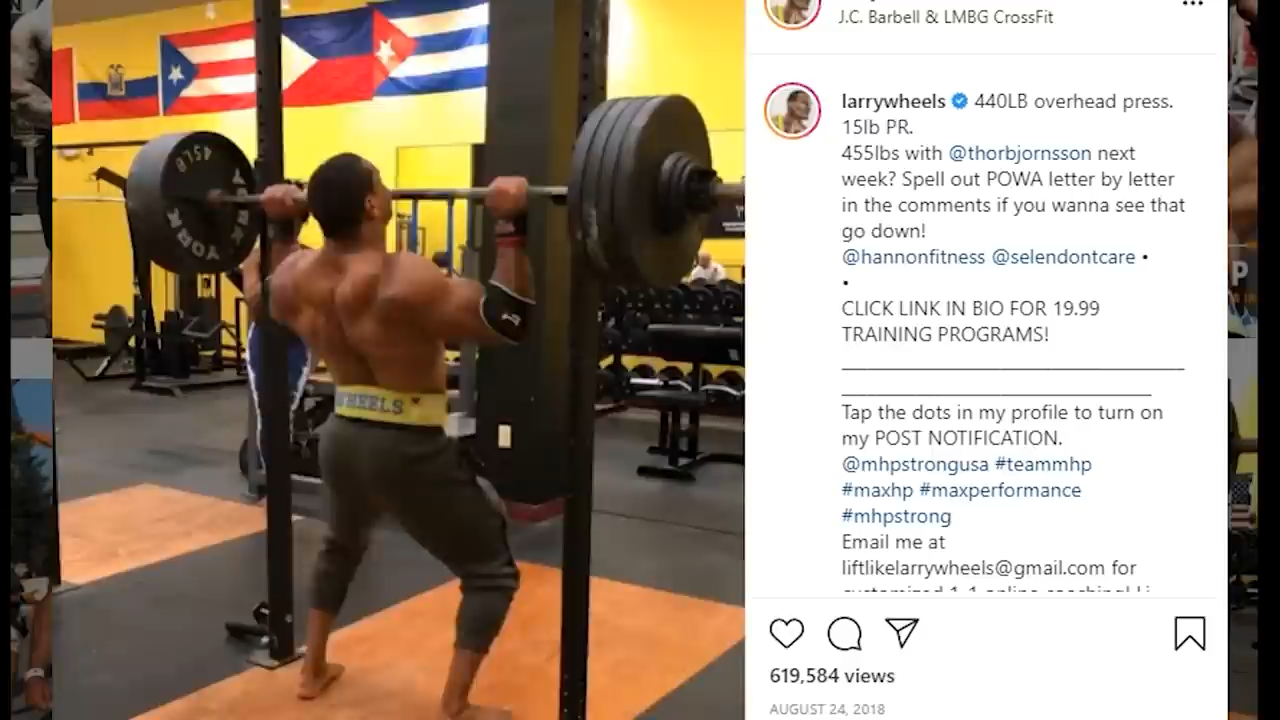 J.C. Barbell & LMBG CrossFit
larrywheels 440LB overhead press.
15lb PR.
455lbs with @thorbjornsson next
week? Spell out POWA letter by letter
in the comments if you wanna see that
go down!
@hannonfitness @selendontcare •
•
CLICK LINK IN BIO FOR 19.99
TRAINING PROGRAMS!
Tap the dots in my profile to turn on
my POST NOTIFICATION.
@mhpstrongusa #teammhp
#maxhp #maxperformance
#mhpstrong
Email me at
liftlikelarrywheels@gmail.com for
619,584 views
AUGUST 24, 2018
45LB
YORK
WHEELS